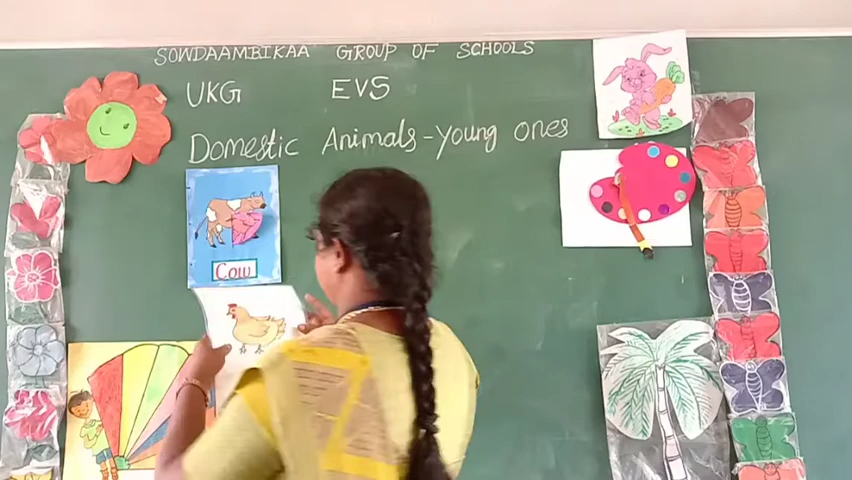 SOWDAAMBIKAA GROUP OF SCHOOLS
UKG EVS
Domestic Animals - young ones
Cow